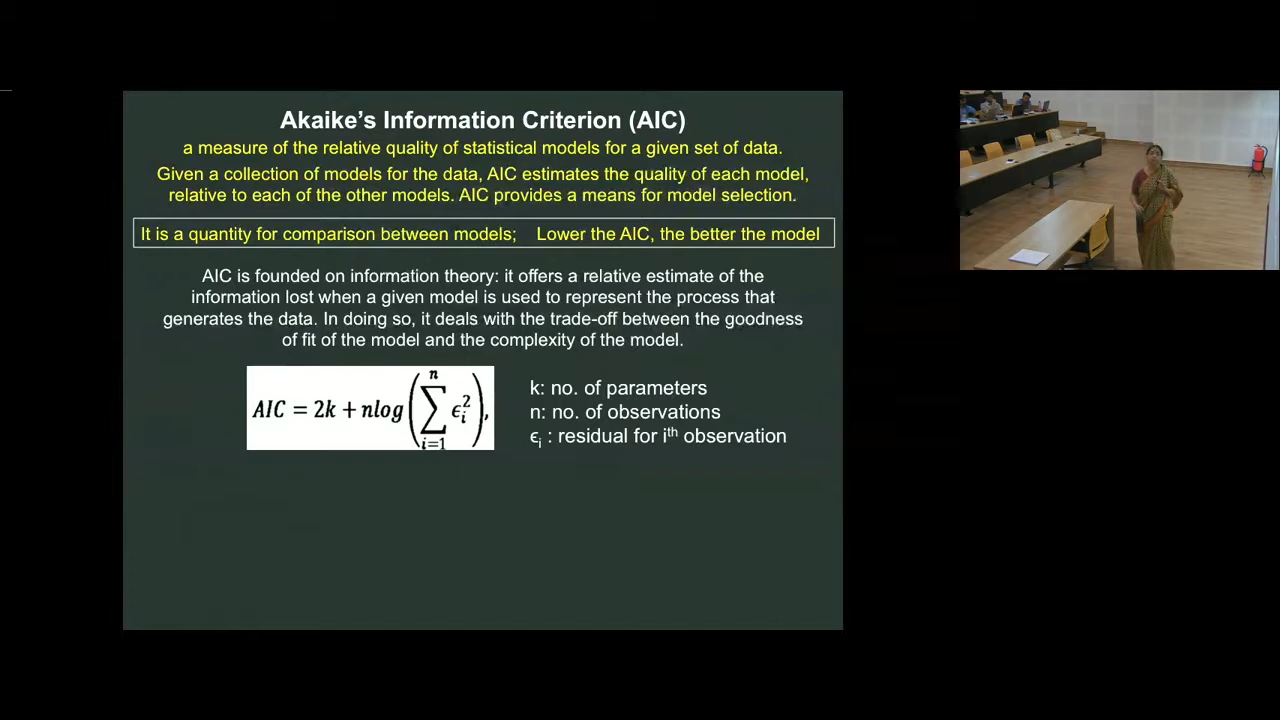 Akaike’s Information Criterion (AIC)
a measure of the relative quality of statistical models for a given set of data.
Given a collection of models for the data, AIC estimates the quality of each model,
relative to each of the other models. AIC provides a means for model selection.
It is a quantity for comparison between models; Lower the AIC, the better the model
AIC is founded on information theory: it offers a relative estimate of the
information lost when a given model is used to represent the process that
generates the data. In doing so, it deals with the trade-off between the goodness
of fit of the model and the complexity of the model.
AIC = 2k + nlog(∑ⁿᵢ₌₁ ϵᵢ²),
k: no. of parameters
n: no. of observations
ϵᵢ : residual for iᵗʰ observation